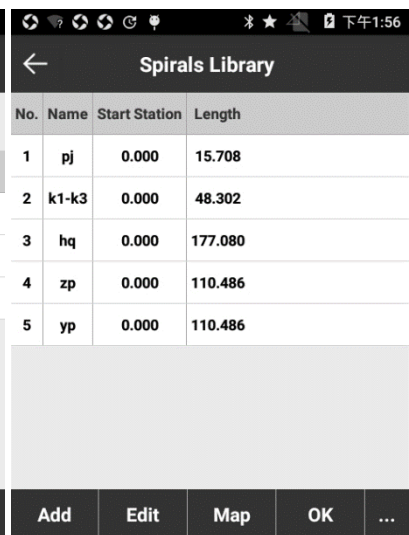 下午1:56
Spirals Library
No. Name Start Station Length
1 pj 0.000 15.708
2 k1-k3 0.000 48.302
3 hq 0.000 177.080
4 zp 0.000 110.486
5 yp 0.000 110.486
Add Edit Map OK ...